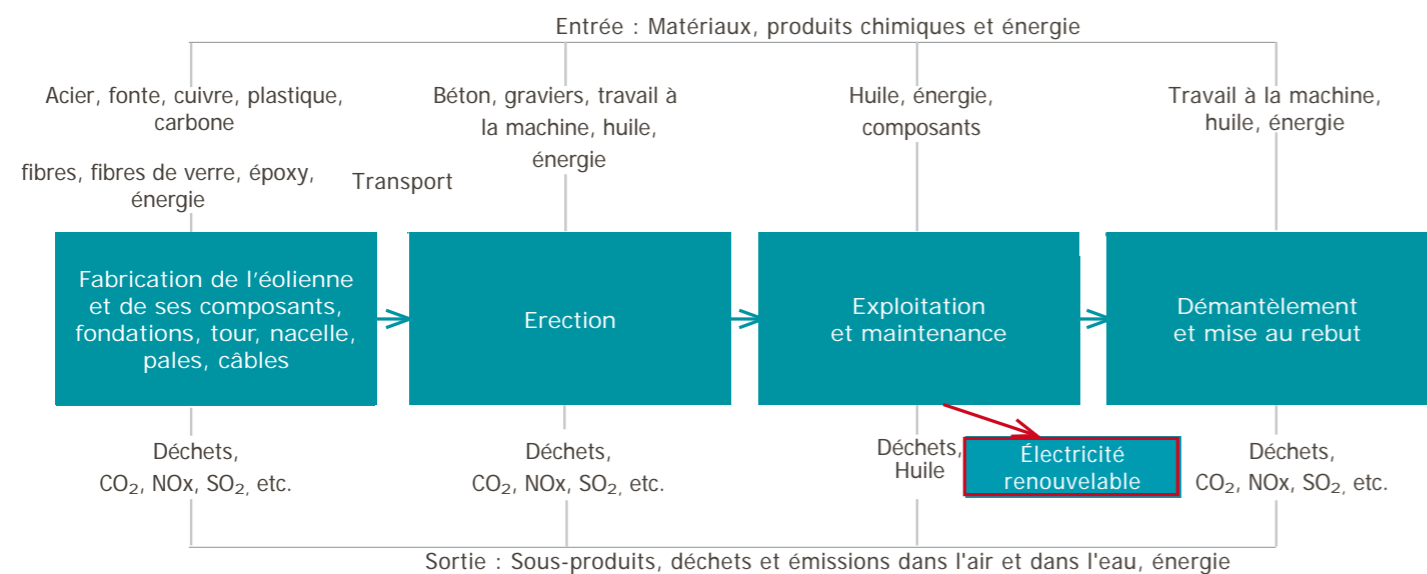 Entrée : Matériaux, produits chimiques et énergie
Acier, fonte, cuivre, plastique,
carbone
fibres, fibres de verre, époxy,
énergie
Transport
Béton, graviers, travail à
la machine, huile,
énergie
Huile, énergie,
composants
Travail à la machine,
huile, énergie
Fabrication de l'éolienne
et de ses composants,
fondations, tour, nacelle,
pales, câbles
Erection
Exploitation
et maintenance
Démantèlement
et mise au rebut
Déchets,
CO₂, NOx, SO₂, etc.
Déchets,
CO₂, NOx, SO₂, etc.
Déchets,
Huile
Électricité
renouvelable
Déchets,
CO₂, NOx, SO₂, etc.
Sortie : Sous-produits, déchets et émissions dans l'air et dans l'eau, énergie